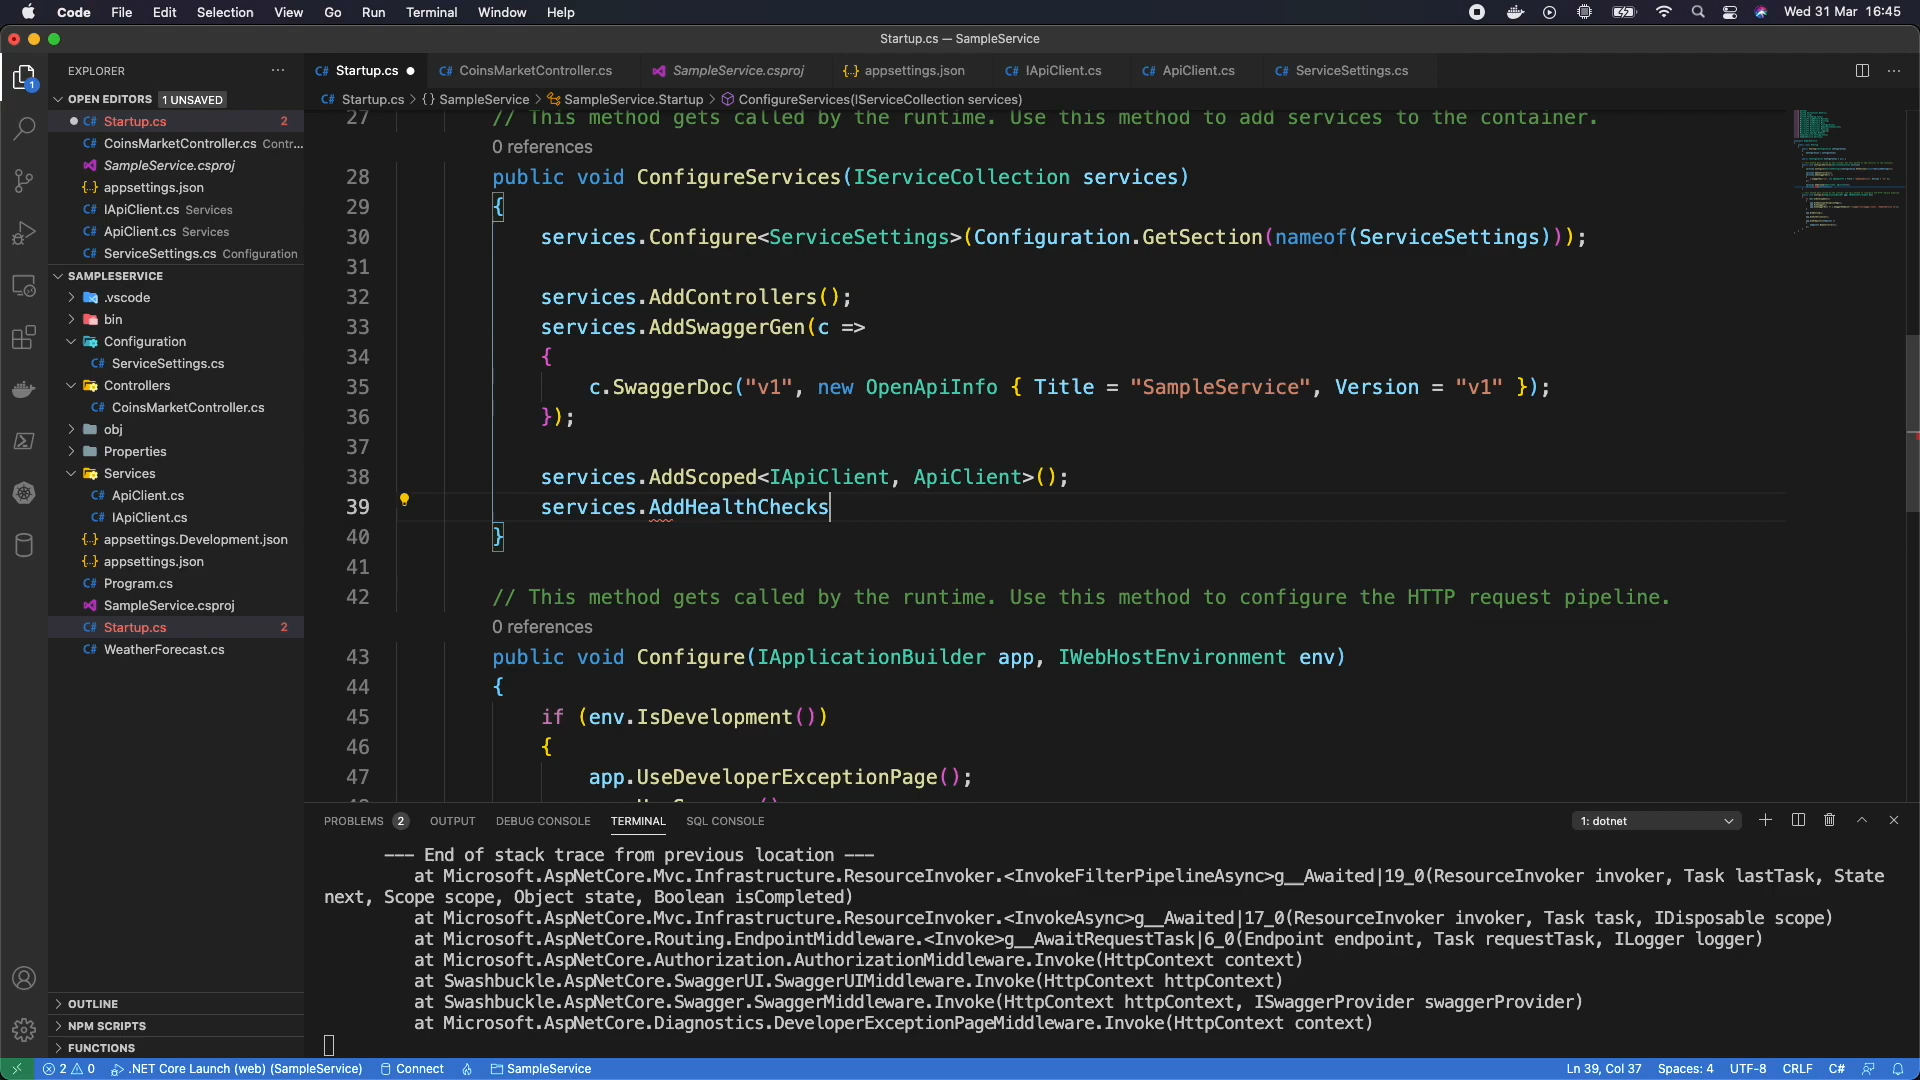 Code File Edit Selection View Go Run Terminal Window Help Wed 31 Mar 16:45
Startup.cs — SampleService
EXPLORER
C# Startup.cs C# CoinsMarketController.cs SampleService.csproj {..} appsettings.json C# IApiClient.cs C# ApiClient.cs C# ServiceSettings.cs
C# Startup.cs > {} SampleService > SampleService.Startup > ConfigureServices(IServiceCollection services)
1
OPEN EDITORS 1 UNSAVED
C# Startup.cs 2
C# CoinsMarketController.cs Contr...
SampleService.csproj
{..} appsettings.json
C# IApiClient.cs Services
C# ApiClient.cs Services
C# ServiceSettings.cs Configuration
SAMPLESERVICE
.vscode
bin
Configuration
C# ServiceSettings.cs
Controllers
C# CoinsMarketController.cs
obj
Properties
Services
C# ApiClient.cs
C# IApiClient.cs
{..} appsettings.Development.json
{..} appsettings.json
C# Program.cs
SampleService.csproj
C# Startup.cs 2
C# WeatherForecast.cs
OUTLINE
NPM SCRIPTS
FUNCTIONS
27 // This method gets called by the runtime. Use this method to add services to the container.
0 references
28 public void ConfigureServices(IServiceCollection services)
29 {
30 services.Configure<ServiceSettings>(Configuration.GetSection(nameof(ServiceSettings)));
31
32 services.AddControllers();
33 services.AddSwaggerGen(c =>
34 {
35 c.SwaggerDoc("v1", new OpenApiInfo { Title = "SampleService", Version = "v1" });
36 });
37
38 services.AddScoped<IApiClient, ApiClient>();
39 services.AddHealthChecks
40 }
41
42 // This method gets called by the runtime. Use this method to configure the HTTP request pipeline.
0 references
43 public void Configure(IApplicationBuilder app, IWebHostEnvironment env)
44 {
45 if (env.IsDevelopment())
46 {
47 app.UseDeveloperExceptionPage();
PROBLEMS 2 OUTPUT DEBUG CONSOLE TERMINAL SQL CONSOLE 1: dotnet
--- End of stack trace from previous location ---
at Microsoft.AspNetCore.Mvc.Infrastructure.ResourceInvoker.<InvokeFilterPipelineAsync>g__Awaited|19_0(ResourceInvoker invoker, Task lastTask, State
next, Scope scope, Object state, Boolean isCompleted)
at Microsoft.AspNetCore.Mvc.Infrastructure.ResourceInvoker.<InvokeAsync>g__Awaited|17_0(ResourceInvoker invoker, Task task, IDisposable scope)
at Microsoft.AspNetCore.Routing.EndpointMiddleware.<Invoke>g__AwaitRequestTask|6_0(Endpoint endpoint, Task requestTask, ILogger logger)
at Microsoft.AspNetCore.Authorization.AuthorizationMiddleware.Invoke(HttpContext context)
at Swashbuckle.AspNetCore.SwaggerUI.SwaggerUIMiddleware.Invoke(HttpContext httpContext)
at Swashbuckle.AspNetCore.Swagger.SwaggerMiddleware.Invoke(HttpContext httpContext, ISwaggerProvider swaggerProvider)
at Microsoft.AspNetCore.Diagnostics.DeveloperExceptionPageMiddleware.Invoke(HttpContext context)
2 0 .NET Core Launch (web) (SampleService) Connect SampleService Ln 39, Col 37 Spaces: 4 UTF-8 CRLF C#